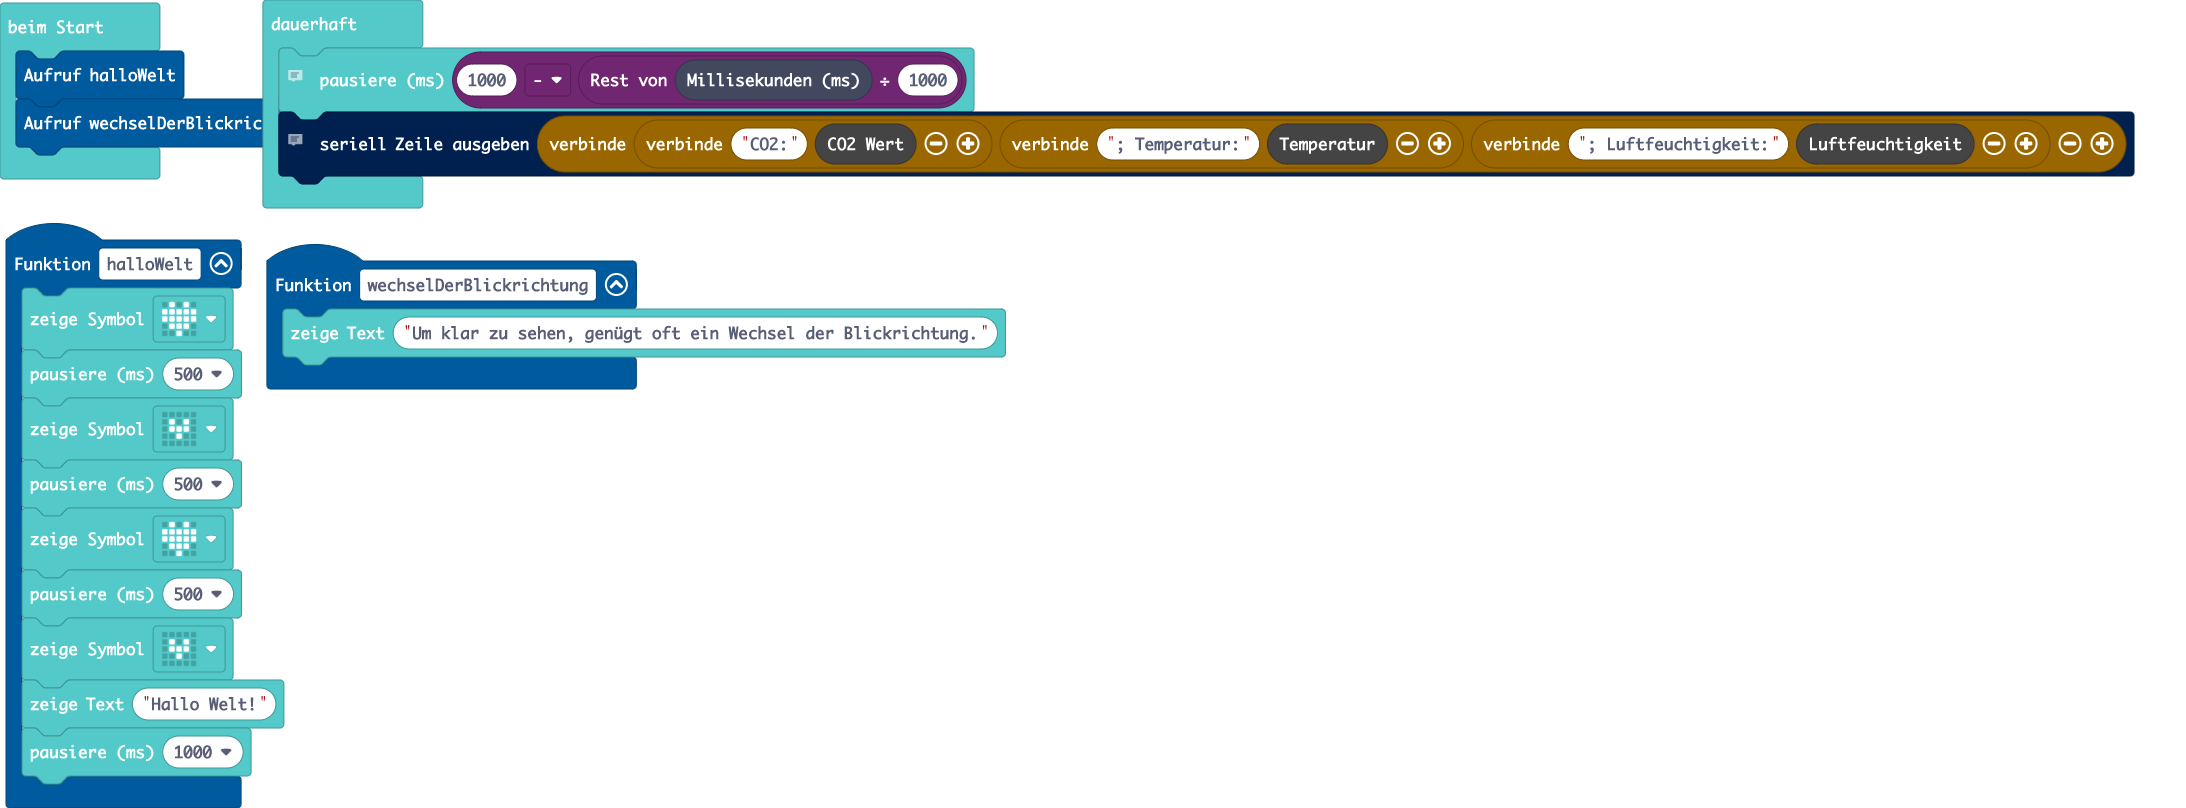 beim Start
Aufruf halloWelt
Aufruf wechselDerBlickric
dauerhaft
pausiere (ms) 1000 - Rest von Millisekunden (ms) ÷ 1000
seriell Zeile ausgeben verbinde verbinde "CO2:" CO2 Wert verbinde "; Temperatur:" Temperatur verbinde "; Luftfeuchtigkeit:" Luftfeuchtigkeit
Funktion halloWelt
zeige Symbol
pausiere (ms) 500
zeige Symbol
pausiere (ms) 500
zeige Symbol
pausiere (ms) 500
zeige Symbol
zeige Text "Hallo Welt!"
pausiere (ms) 1000
Funktion wechselDerBlickrichtung
zeige Text "Um klar zu sehen, genügt oft ein Wechsel der Blickrichtung."